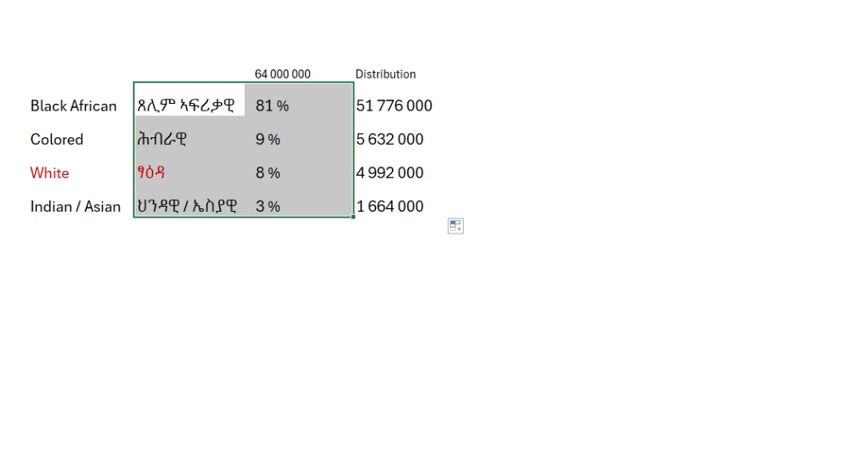 64 000 000 Distribution
Black African ጸሊም ኣፍሪቃዊ 81 % 51 776 000
Colored ሕብራዊ 9 % 5 632 000
White ፃዕዳ 8 % 4 992 000
Indian / Asian ህንዳዊ / ኤስያዊ 3 % 1 664 000